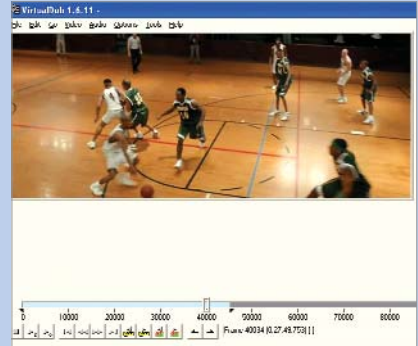 VirtualDub 1.6.11 -
File Edit Go Video Audio Options Tools Help
0 10000 20000 30000 40000 50000 60000 70000 80000
Frame 40034 [0:27:49.753] [ ]